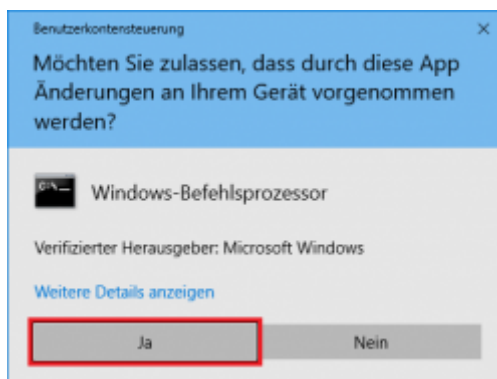 Benutzerkontensteuerung
Möchten Sie zulassen, dass durch diese App
Änderungen an Ihrem Gerät vorgenommen
werden?
C:\_
Windows-Befehlsprozessor
Verifizierter Herausgeber: Microsoft Windows
Weitere Details anzeigen
Ja
Nein